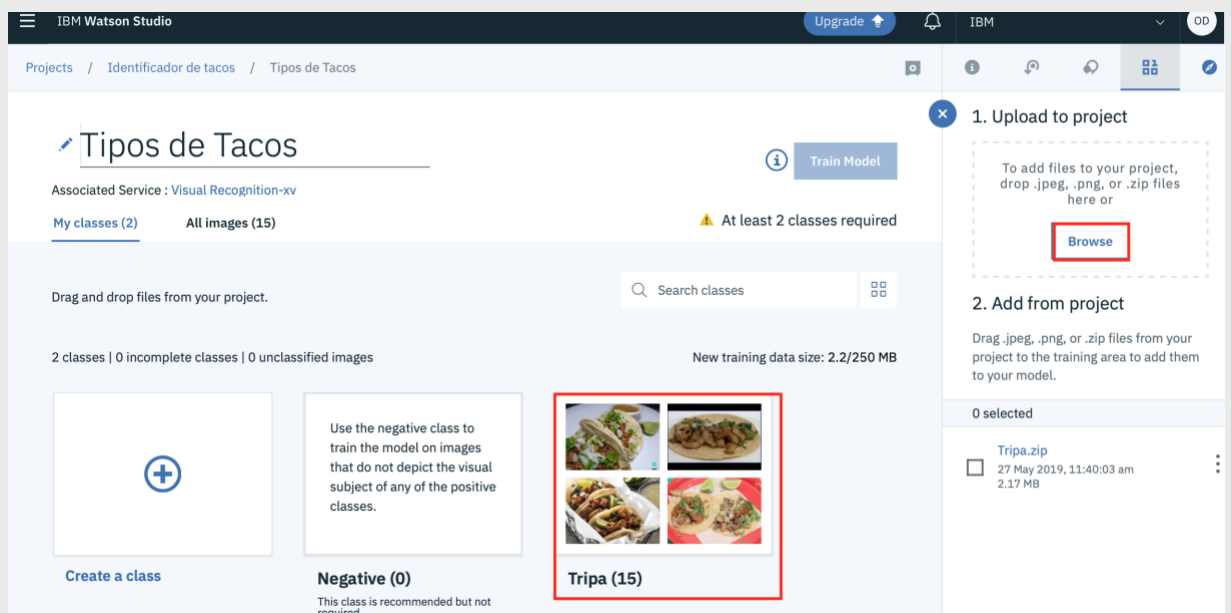 IBM Watson Studio
Upgrade
IBM
OD
Projects / Identificador de tacos / Tipos de Tacos
Tipos de Tacos
Train Model
Associated Service : Visual Recognition-xv
My classes (2)
All images (15)
At least 2 classes required
Drag and drop files from your project.
Search classes
2 classes | 0 incomplete classes | 0 unclassified images
New training data size: 2.2/250 MB
Create a class
Use the negative class to
train the model on images
that do not depict the visual
subject of any of the positive
classes.
Negative (0)
This class is recommended but not
required
Tripa (15)
1. Upload to project
To add files to your project,
drop .jpeg, .png, or .zip files
here or
Browse
2. Add from project
Drag .jpeg, .png, or .zip files from your
project to the training area to add them
to your model.
0 selected
Tripa.zip
27 May 2019, 11:40:03 am
2.17 MB